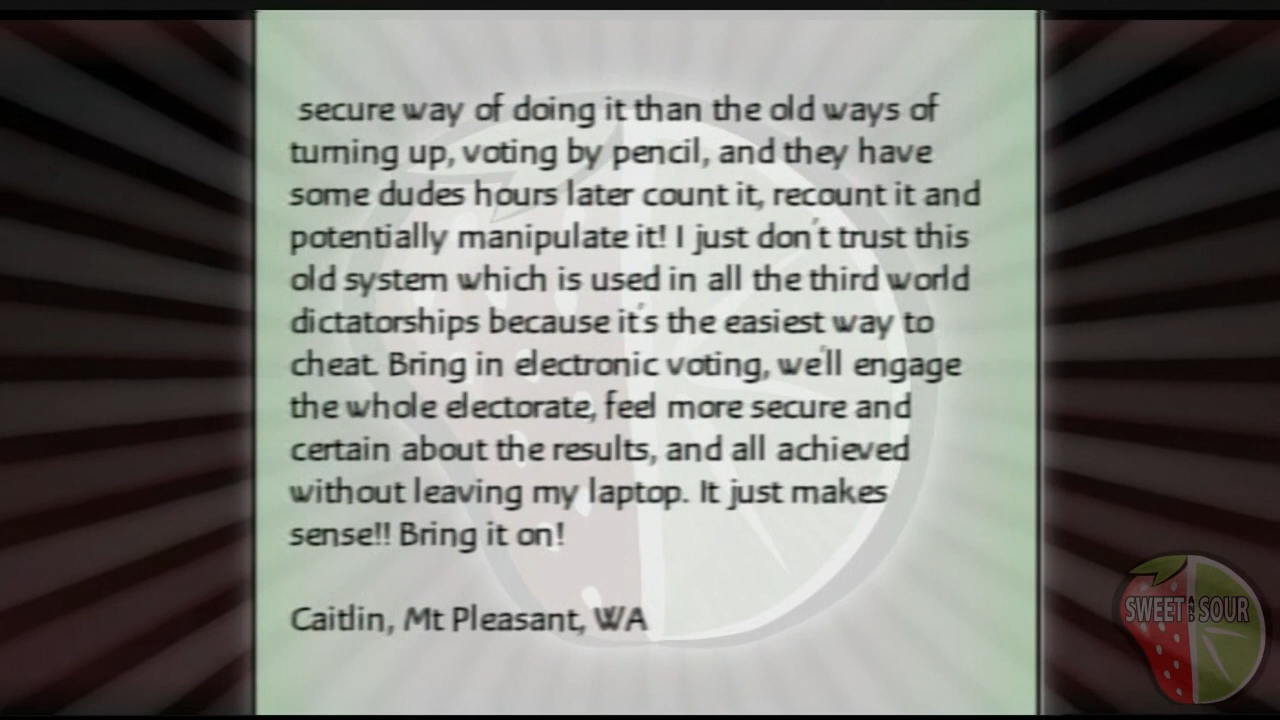 secure way of doing it than the old ways of
turning up, voting by pencil, and they have
some dudes hours later count it, recount it and
potentially manipulate it! I just don't trust this
old system which is used in all the third world
dictatorships because it's the easiest way to
cheat. Bring in electronic voting, we'll engage
the whole electorate, feel more secure and
certain about the results, and all achieved
without leaving my laptop. It just makes
sense!! Bring it on!
Caitlin, Mt Pleasant, WA
SWEET AND SOUR